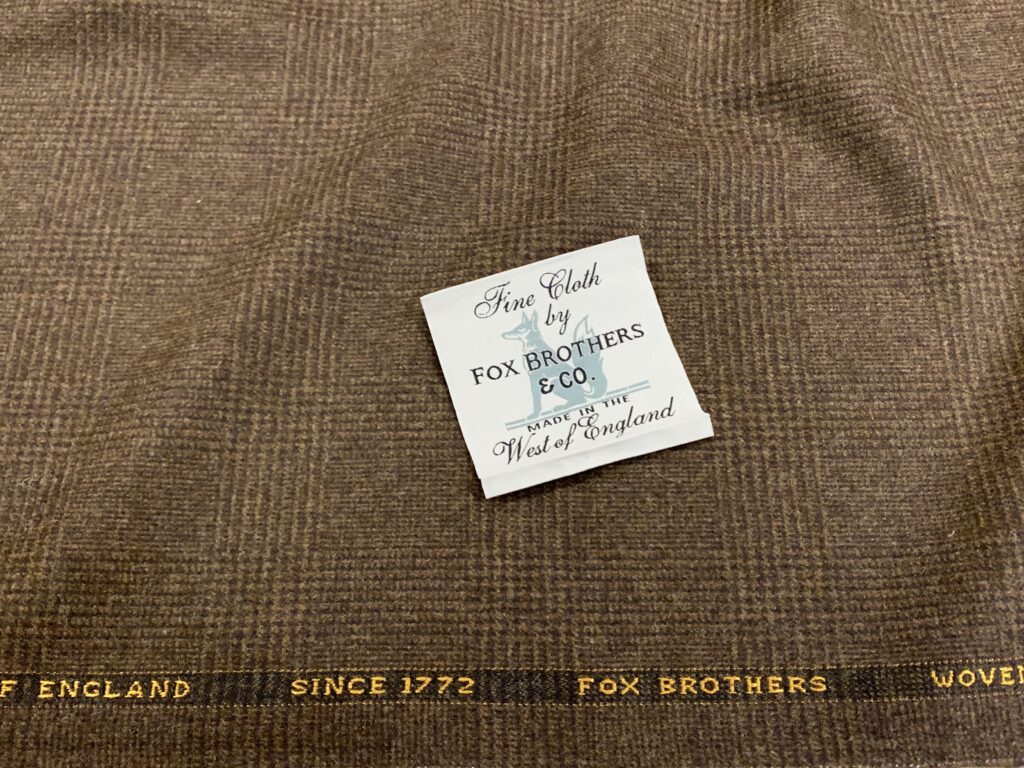 Fine Cloth
by
FOX BROTHERS
& CO.
MADE IN THE
West of England
F ENGLAND SINCE 1772 FOX BROTHERS WOVEN